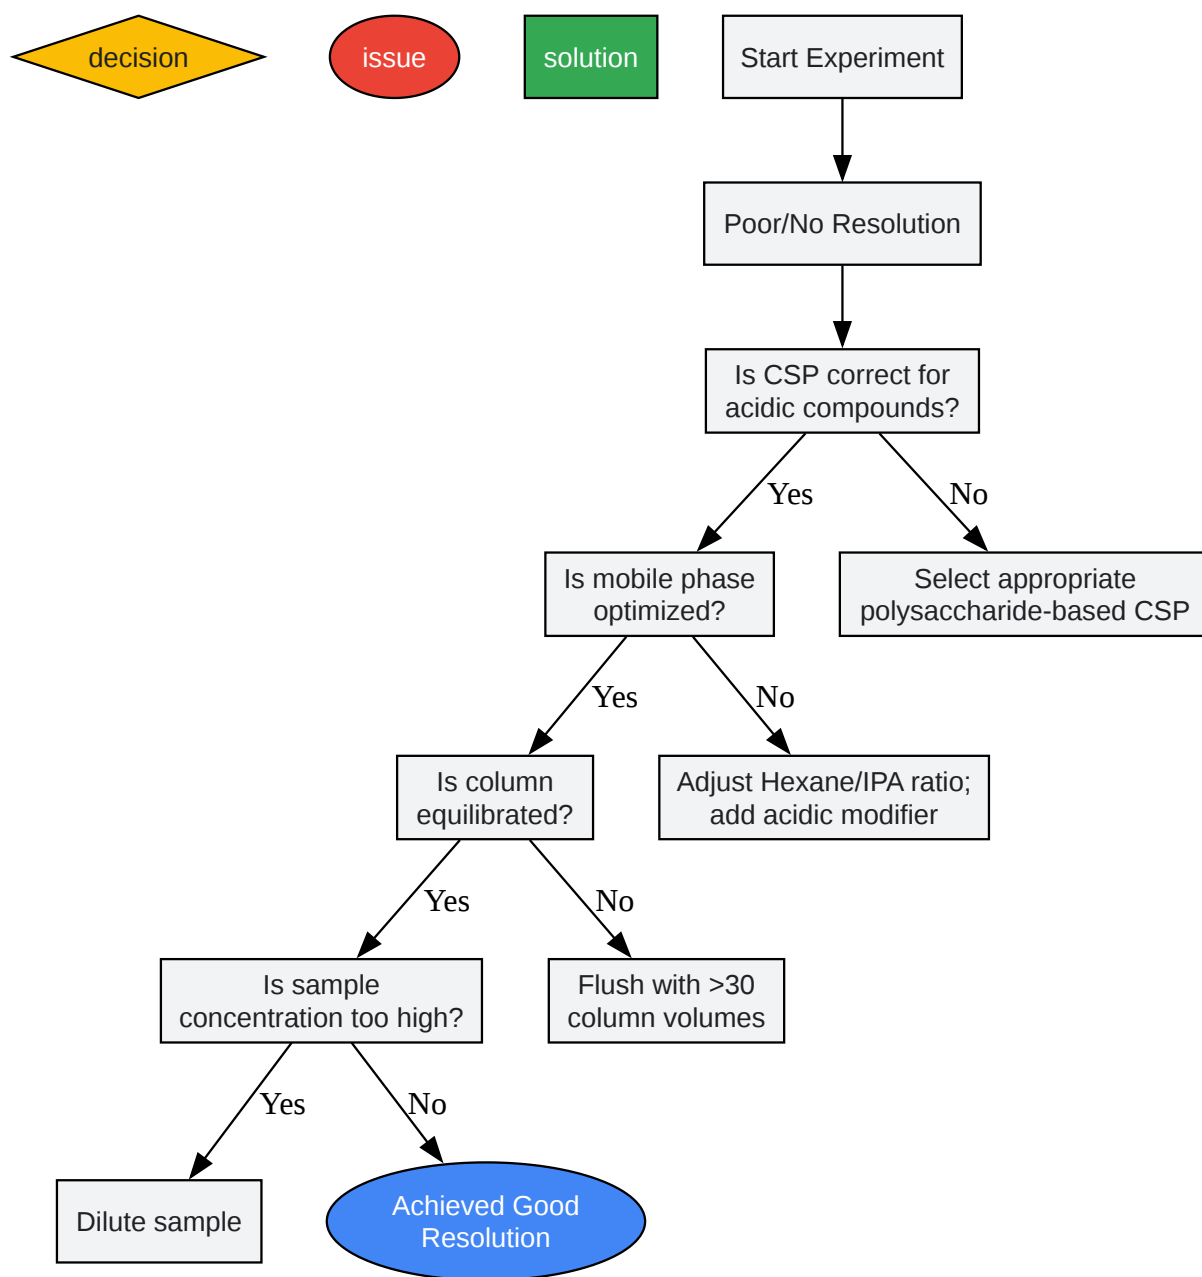 decision
issue
solution
Start Experiment
Poor/No Resolution
Is CSP correct for
acidic compounds?
Yes
No
Is mobile phase
optimized?
Select appropriate
polysaccharide-based CSP
Yes
No
Is column
equilibrated?
Adjust Hexane/IPA ratio;
add acidic modifier
Yes
No
Is sample
concentration too high?
Flush with >30
column volumes
Yes
No
Dilute sample
Achieved Good
Resolution